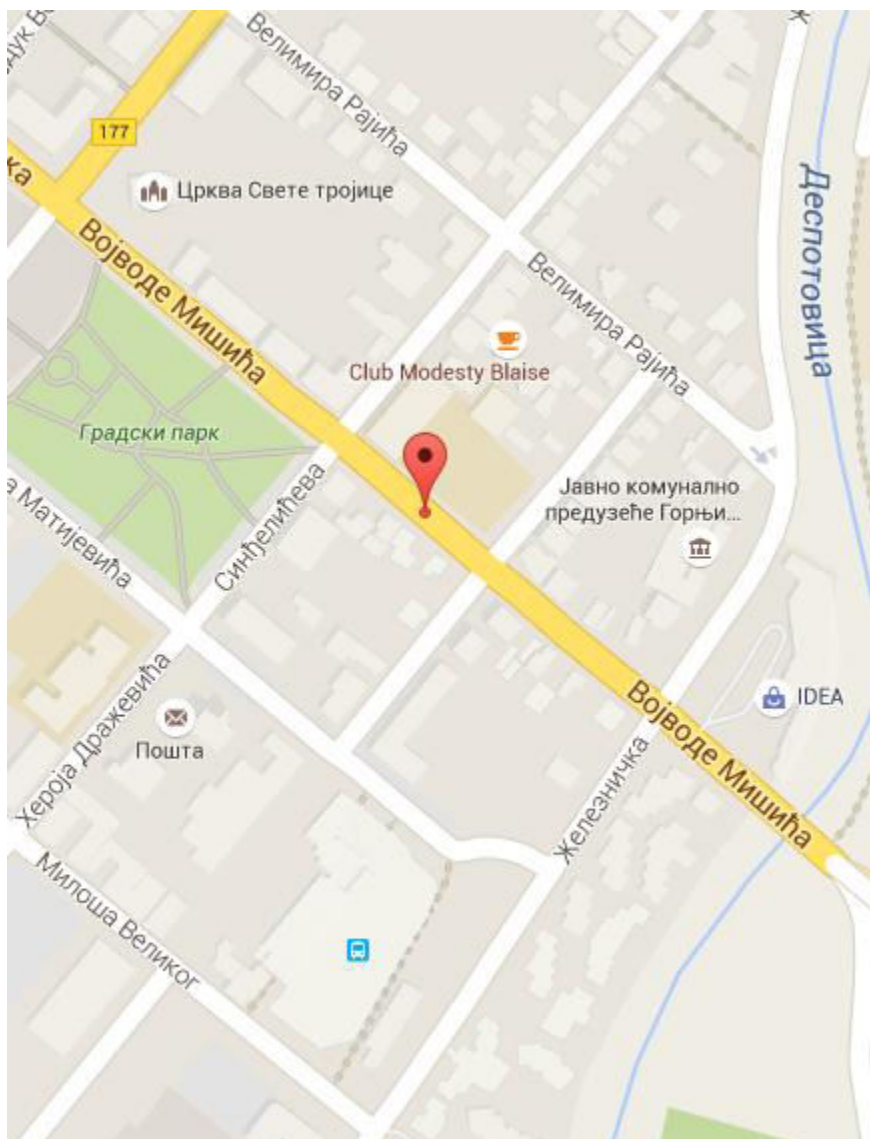 Велимира Рајића
177
ка
Црква Свете тројице
Војводе Мишића
Деспотовица
Велимира Рајића
Club Modesty Blaise
Градски парк
Јавно комунално
предузеће Горњи...
Синђелићева
а Матијевића
Хероја Дражевића
Пошта
IDEA
Војводе Мишића
Железничка
Милоша Великог